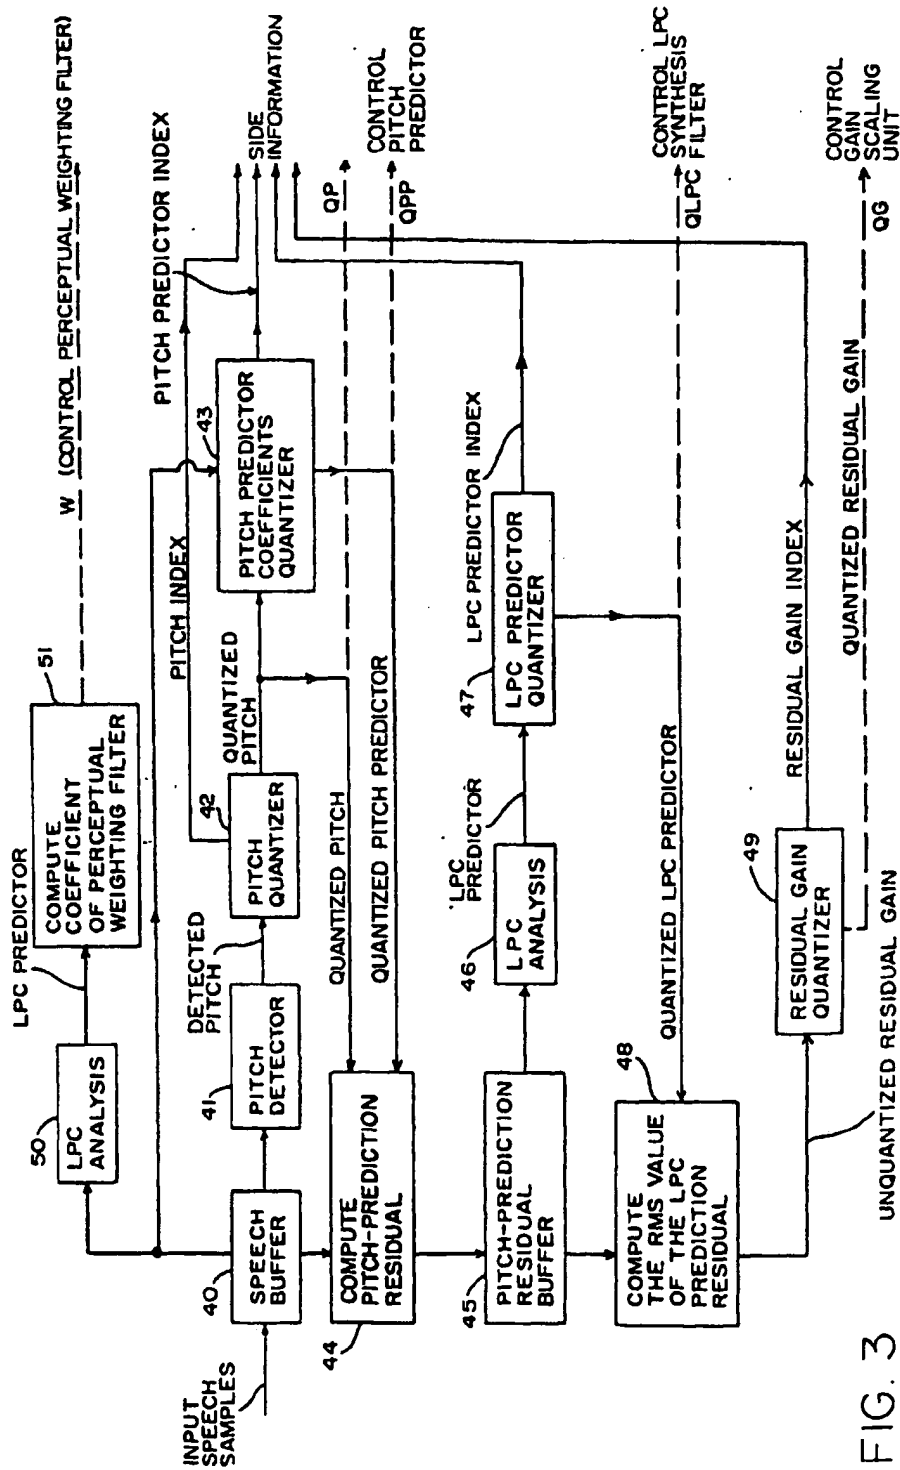 LPC PREDICTOR
50
LPC
ANALYSIS
51
COMPUTE
COEFFICIENT
OF PERCEPTUAL
WEIGHTING FILTER
W (CONTROL PERCEPTUAL WEIGHTING FILTER)
INPUT
SPEECH
SAMPLES
40
SPEECH
BUFFER
41
PITCH
DETECTOR
DETECTED
PITCH
42
PITCH
QUANTIZER
PITCH INDEX
QUANTIZED
PITCH
43
PITCH PREDICTOR
COEFFICIENTS
QUANTIZER
PITCH PREDICTOR INDEX
SIDE
INFORMATION
44
COMPUTE
PITCH-PREDICTION
RESIDUAL
QUANTIZED PITCH
QUANTIZED PITCH PREDICTOR
QP
QPP
CONTROL
PITCH
PREDICTOR
45
PITCH-PREDICTION
RESIDUAL
BUFFER
46
LPC
ANALYSIS
LPC
PREDICTOR
47
LPC PREDICTOR
QUANTIZER
LPC PREDICTOR INDEX
48
COMPUTE
THE RMS VALUE
OF THE LPC
PREDICTION
RESIDUAL
QUANTIZED LPC PREDICTOR
QLPC
CONTROL LPC
SYNTHESIS
FILTER
49
RESIDUAL GAIN
QUANTIZER
RESIDUAL GAIN INDEX
QUANTIZED RESIDUAL GAIN
QG
CONTROL
GAIN
SCALING
UNIT
UNQUANTIZED RESIDUAL GAIN
FIG. 3